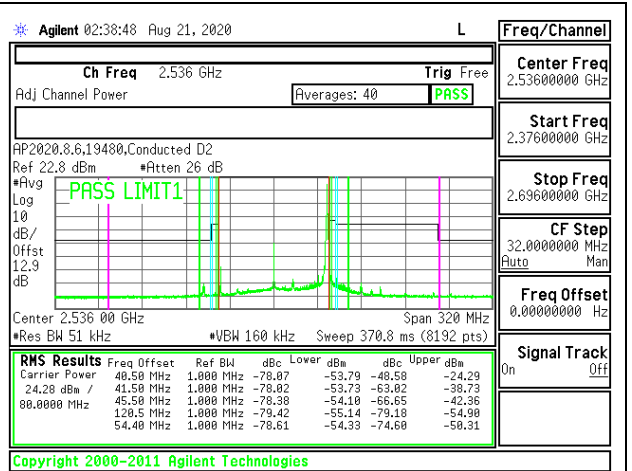 Agilent 02:38:48 Aug 21, 2020 L Freq/Channel
Ch Freq 2.536 GHz Trig Free
Adj Channel Power Averages: 40 PASS
AP2020.8.6,19480,Conducted D2
Ref 22.8 dBm #Atten 26 dB
#Avg
Log
10
dB/
Offst
12.9
dB
PASS LIMIT1
Center 2.536 00 GHz Span 320 MHz
#Res BW 51 kHz #VBW 160 kHz Sweep 370.8 ms (8192 pts)
RMS Results Freq Offset Ref BW dBc Lower dBm dBc Upper dBm
Carrier Power 40.50 MHz 1.000 MHz -78.07 -53.79 -48.58 -24.29
24.28 dBm / 41.50 MHz 1.000 MHz -78.02 -53.73 -63.02 -38.73
80.0000 MHz 45.50 MHz 1.000 MHz -78.38 -54.10 -66.65 -42.36
120.5 MHz 1.000 MHz -79.42 -55.14 -79.18 -54.90
54.40 MHz 1.000 MHz -78.61 -54.33 -74.60 -50.31
Center Freq
2.53600000 GHz
Start Freq
2.37600000 GHz
Stop Freq
2.69600000 GHz
CF Step
32.0000000 MHz
Auto Man
Freq Offset
0.00000000 Hz
Signal Track
On Off
Copyright 2000-2011 Agilent Technologies